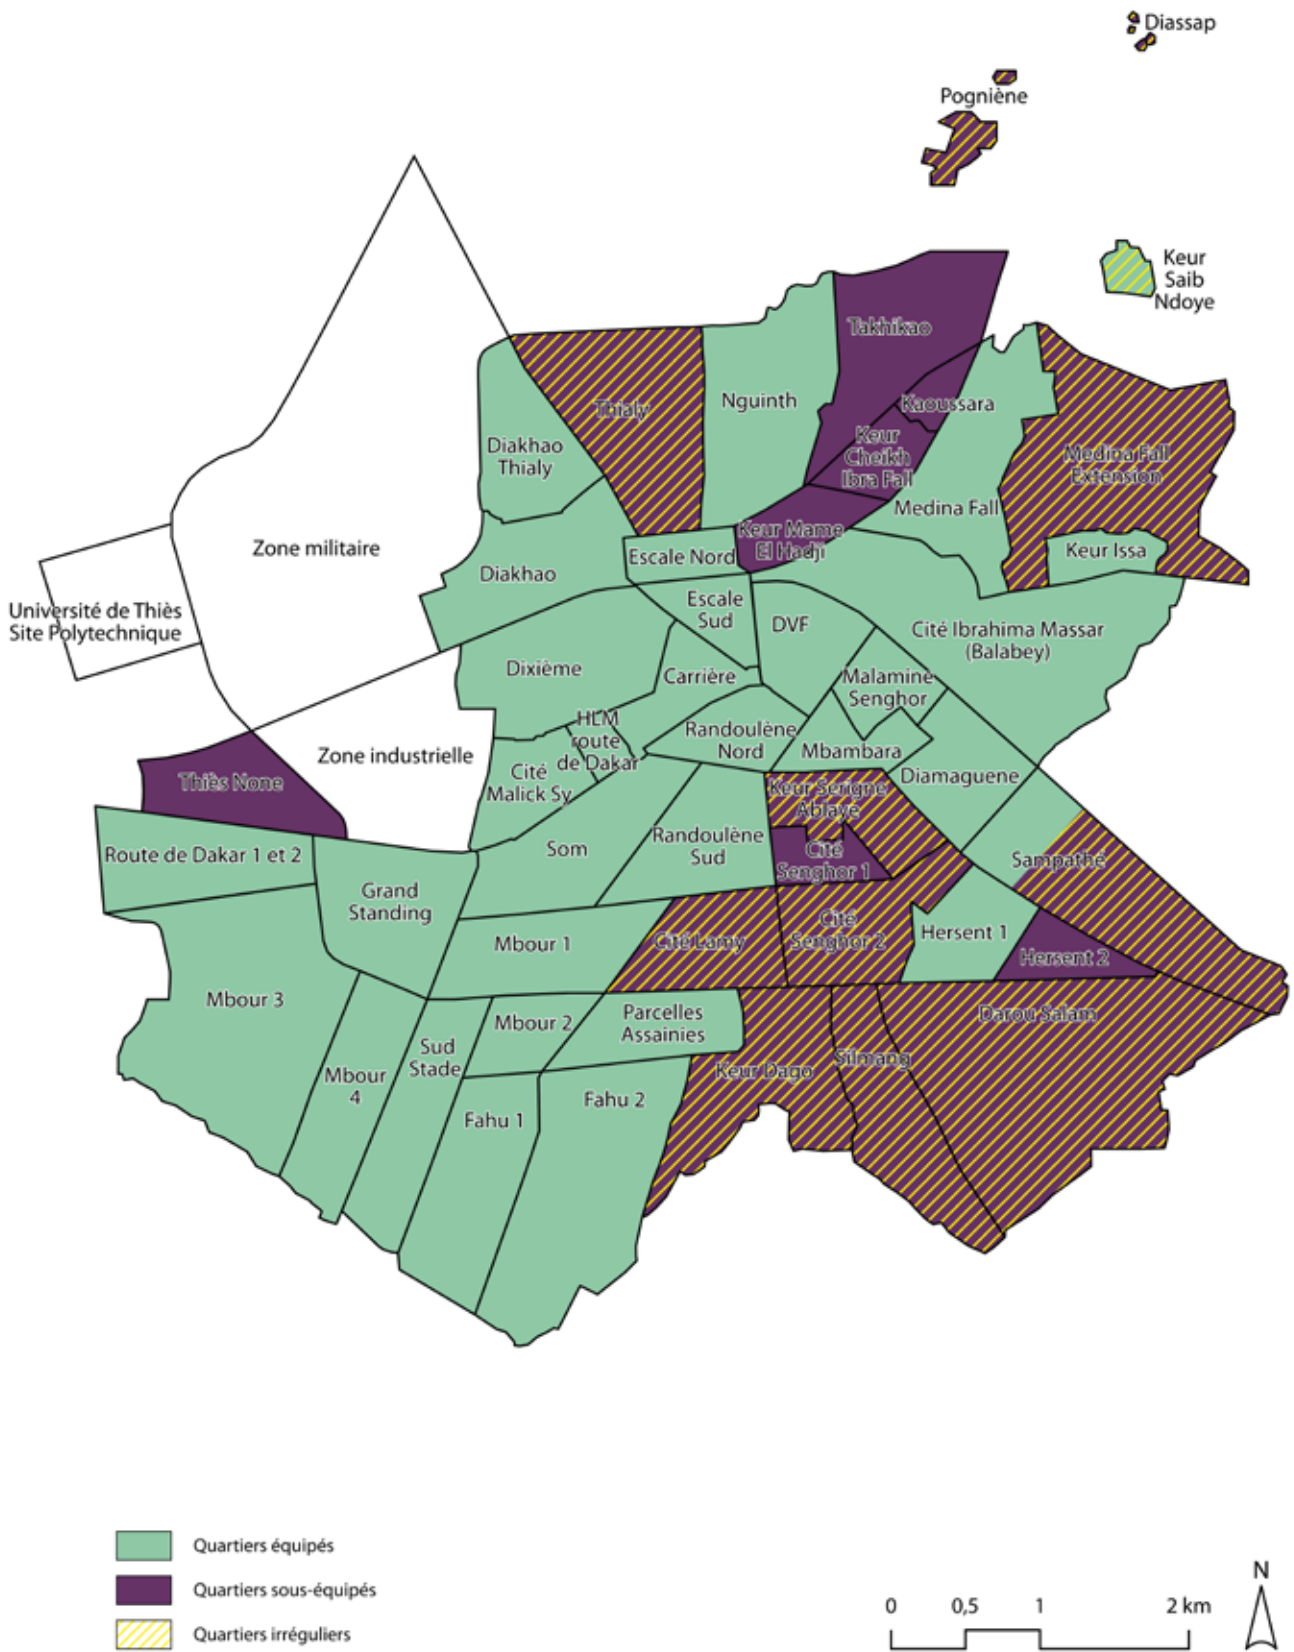 Diassap
Pogniène
Keur
Saib
Ndoye
Takhikao
Thialy
Nguinth
Kaoussara
Diakhao
Thialy
Keur
Cheikh
Ibra Fall
Medina Fall
Extension
Medina Fall
Zone militaire
Keur Mame
El Hadji
Escale Nord
Keur Issa
Diakhao
Université de Thiès
Site Polytechnique
Escale
Sud
DVF
Cité Ibrahima Massar
(Balabey)
Dixième
Carrière
Malamine
Senghor
HLM
route
de Dakar
Randoulène
Nord
Mbambara
Zone industrielle
Cité
Malick Sy
Diamaguene
Thiès None
Keur Serigne
Ablaye
Route de Dakar 1 et 2
Som
Randoulène
Sud
Cité
Senghor 1
Sampathé
Grand
Standing
Mbour 1
Cité Lamy
Cité
Senghor 2
Hersent 1
Hersent 2
Mbour 3
Mbour 2
Parcelles
Assainies
Darou Salam
Sud
Stade
Silmang
Keur Dago
Mbour
4
Fahu 1
Fahu 2
Quartiers équipés
Quartiers sous-équipés
Quartiers irréguliers
0 0,5 1 2 km
N